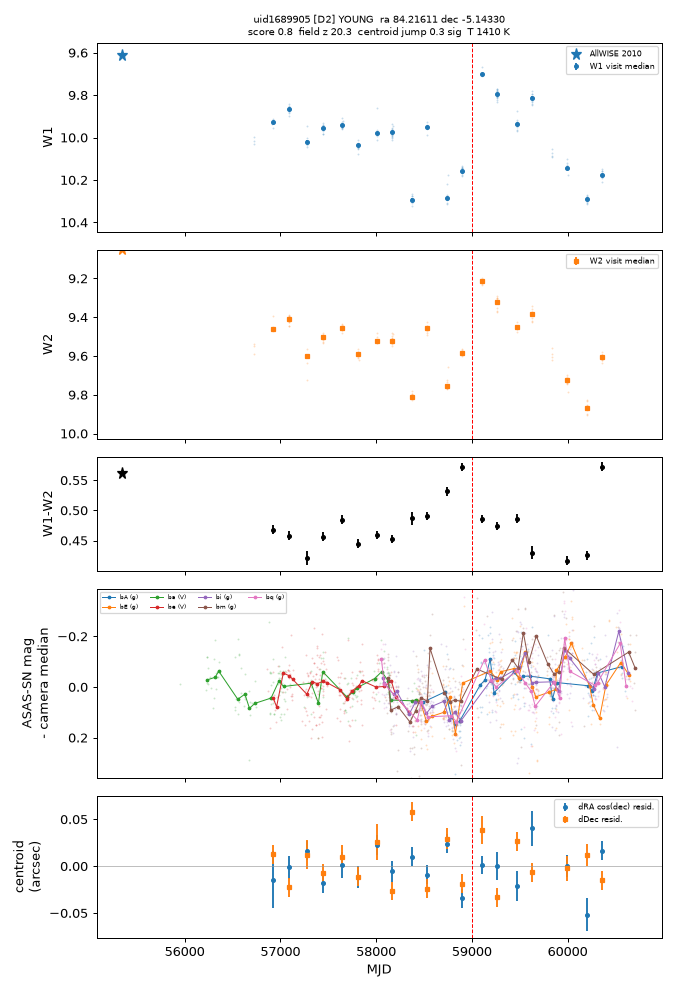 uid1689905 [D2] YOUNG ra 84.21611 dec -5.14330
score 0.8 field z 20.3 centroid jump 0.3 sig T 1410 K
W1
9.6
9.8
10.0
10.2
10.4
AllWISE 2010
W1 visit median
W2
9.2
9.4
9.6
9.8
10.0
W2 visit median
W1-W2
0.55
0.50
0.45
ASAS-SN mag
- camera median
−0.2
0.0
0.2
bA (g)
bE (g)
ba (V)
be (V)
bi (g)
bm (g)
bq (g)
centroid
(arcsec)
0.05
0.00
−0.05
dRA cos(dec) resid.
dDec resid.
56000
57000
58000
59000
60000
MJD